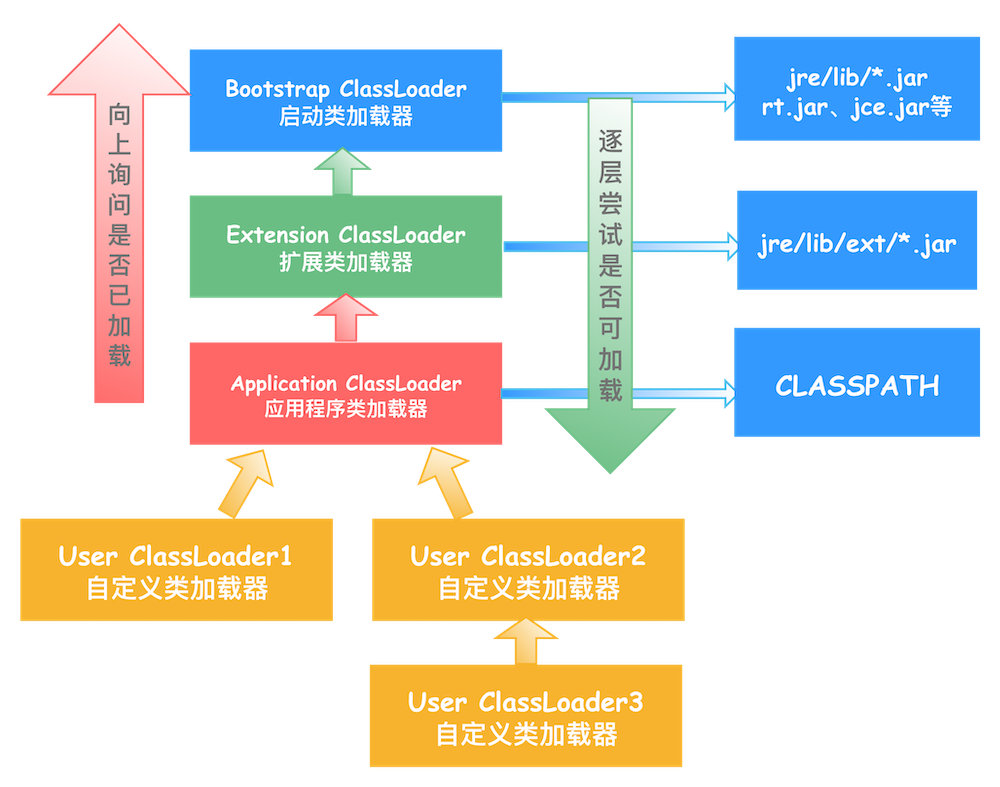 向上询问是否已加载
Bootstrap ClassLoader
启动类加载器
jre/lib/*.jar
rt.jar、jce.jar等
逐层尝试是否可加载
Extension ClassLoader
扩展类加载器
jre/lib/ext/*.jar
Application ClassLoader
应用程序类加载器
CLASSPATH
User ClassLoader1
自定义类加载器
User ClassLoader2
自定义类加载器
User ClassLoader3
自定义类加载器